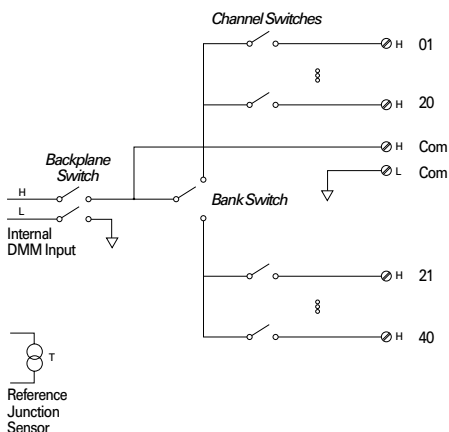 Channel Switches
H 01
H 20
H Com
L Com
Backplane
Switch
Bank Switch
H
L
Internal
DMM Input
H 21
H 40
T
Reference
Junction
Sensor